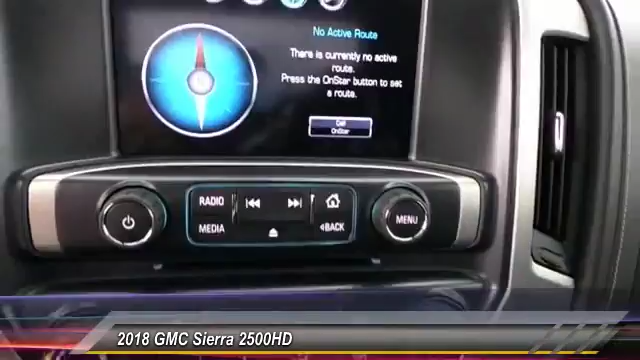 No Active Route
There is currently no active
route.
Press the OnStar button to set
a route.
Call
OnStar
RADIO
MEDIA
BACK
MENU
2018 GMC Sierra 2500HD